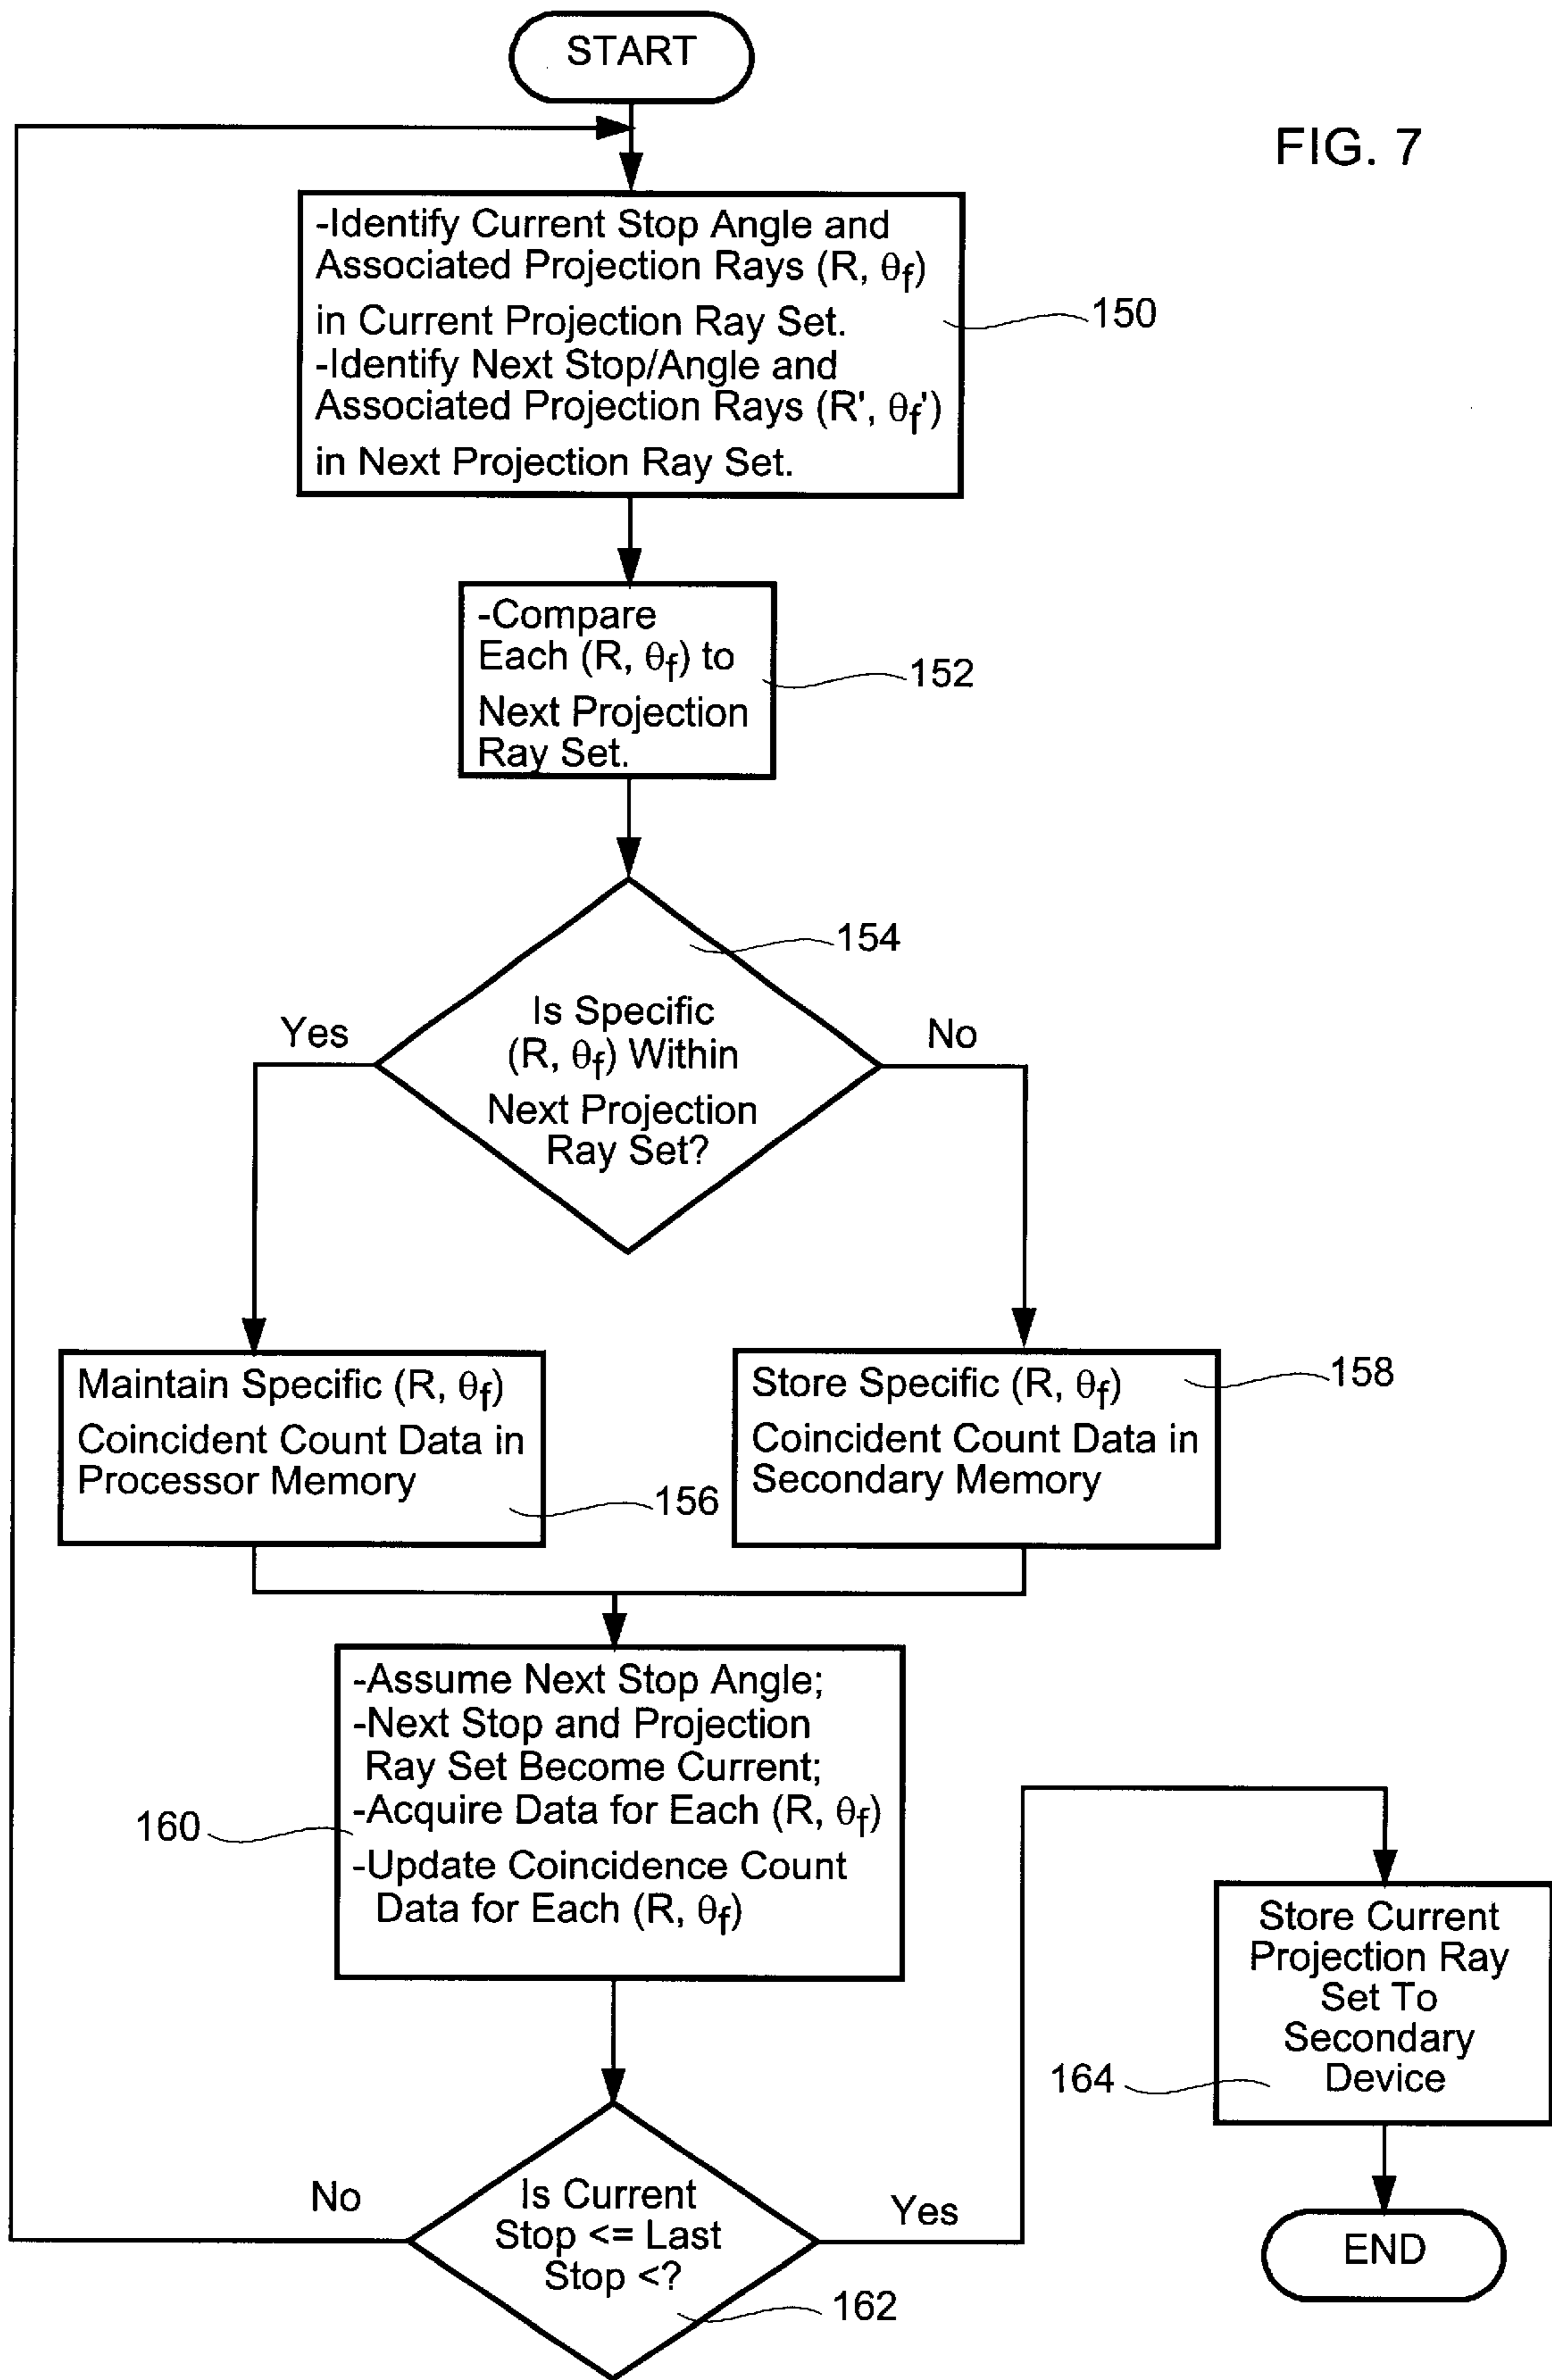 START
FIG. 7
-Identify Current Stop Angle and
Associated Projection Rays (R, θf)
in Current Projection Ray Set.
-Identify Next Stop/Angle and
Associated Projection Rays (R', θf')
in Next Projection Ray Set.
150
-Compare
Each (R, θf) to
Next Projection
Ray Set.
152
154
Is Specific
(R, θf) Within
Next Projection
Ray Set?
Yes
No
Maintain Specific (R, θf)
Coincident Count Data in
Processor Memory
156
Store Specific (R, θf)
Coincident Count Data in
Secondary Memory
158
-Assume Next Stop Angle;
-Next Stop and Projection
Ray Set Become Current;
-Acquire Data for Each (R, θf)
-Update Coincidence Count
Data for Each (R, θf)
160
Is Current
Stop <= Last
Stop <?
No
Yes
162
Store Current
Projection Ray
Set To
Secondary
Device
164
END